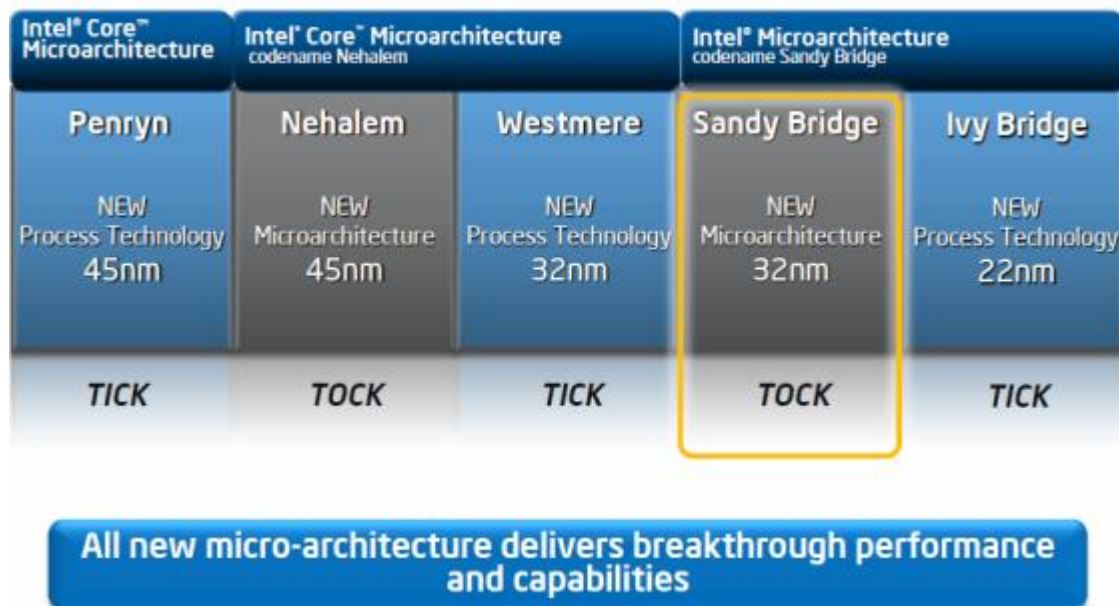 Intel® Core™
Microarchitecture
Intel® Core™ Microarchitecture
codename Nehalem
Intel® Microarchitecture
codename Sandy Bridge
Penryn
NEW
Process Technology
45nm
TICK
Nehalem
NEW
Microarchitecture
45nm
TOCK
Westmere
NEW
Process Technology
32nm
TICK
Sandy Bridge
NEW
Microarchitecture
32nm
TOCK
Ivy Bridge
NEW
Process Technology
22nm
TICK
All new micro-architecture delivers breakthrough performance
and capabilities